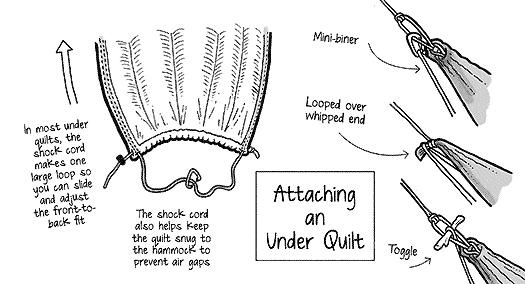 In most under
quilts, the
shock cord
makes one
large loop so
you can slide
and adjust
the front-to-
back fit
The shock cord
also helps keep
the quilt snug to
the hammock to
prevent air gaps
Attaching
an
Under Quilt
Mini-biner
Looped over
whipped end
Toggle